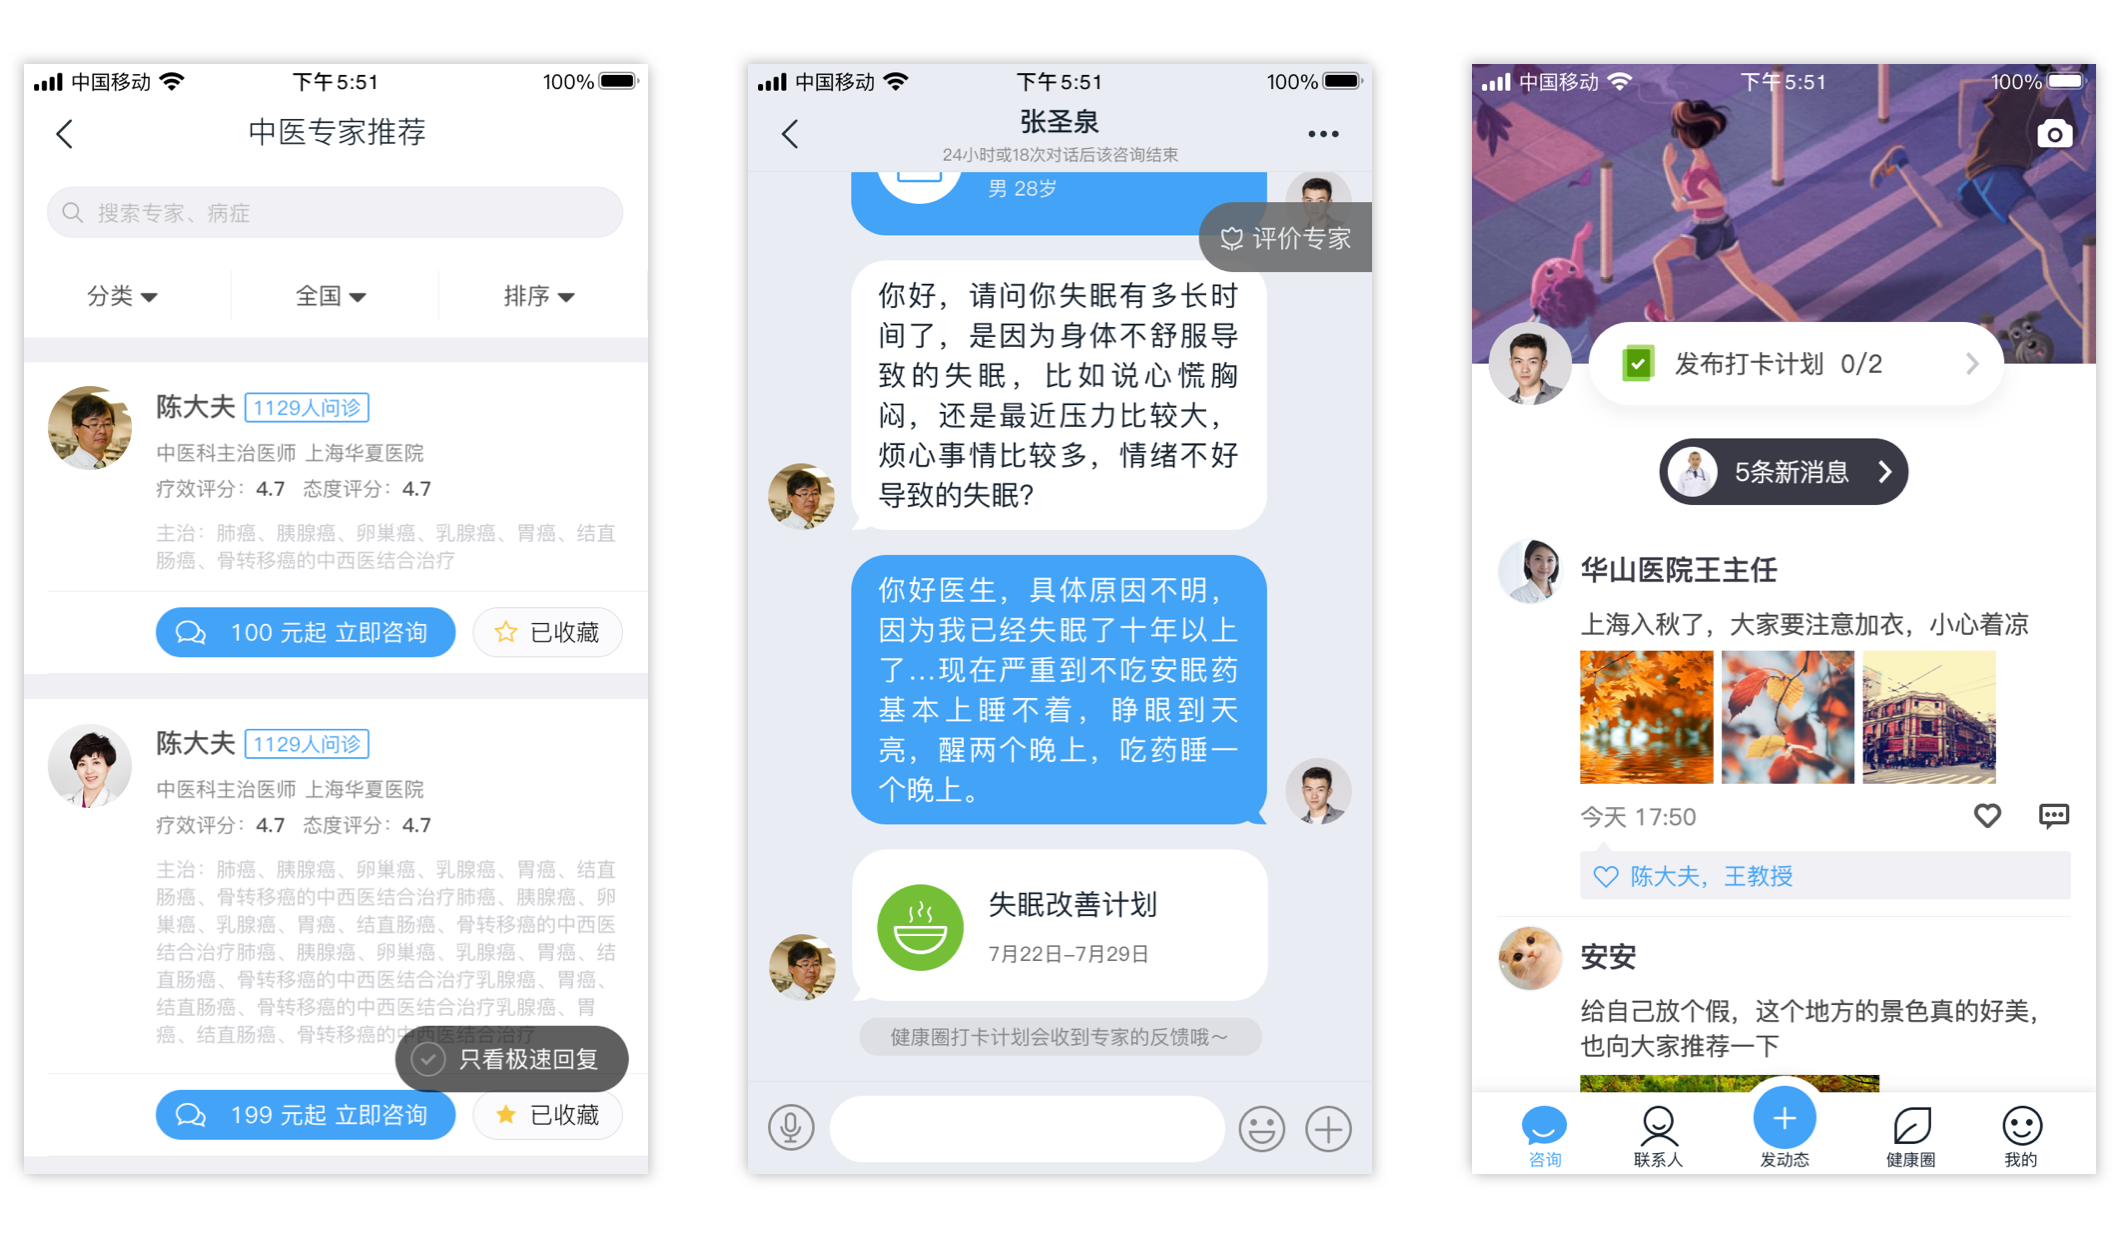 中国移动 下午5:51 100%
中医专家推荐
搜索专家、病症
分类 全国 排序
陈大夫 1129人问诊
中医科主治医师 上海华夏医院
疗效评分：4.7 态度评分：4.7
主治：肺癌、胰腺癌、卵巢癌、乳腺癌、胃癌、结直
肠癌、骨转移癌的中西医结合治疗
100 元起 立即咨询 已收藏
陈大夫 1129人问诊
中医科主治医师 上海华夏医院
疗效评分：4.7 态度评分：4.7
主治：肺癌、胰腺癌、卵巢癌、乳腺癌、胃癌、结直
肠癌、骨转移癌的中西医结合治疗肺癌、胰腺癌、卵
巢癌、乳腺癌、胃癌、结直肠癌、骨转移癌的中西医
结合治疗肺癌、胰腺癌、卵巢癌、乳腺癌、胃癌、结
直肠癌、骨转移癌的中西医结合治疗乳腺癌、胃癌、
结直肠癌、骨转移癌的中西医结合治疗乳腺癌、胃
癌、结直肠癌、骨转移癌的中西医结合治疗
只看极速回复
199 元起 立即咨询 已收藏
中国移动 下午5:51 100%
张圣泉
24小时或18次对话后该咨询结束
男 28岁
评价专家
你好，请问你失眠有多长时
间了，是因为身体不舒服导
致的失眠，比如说心慌胸
闷，还是最近压力比较大，
烦心事情比较多，情绪不好
导致的失眠？
你好医生，具体原因不明，
因为我已经失眠了十年以上
了...现在严重到不吃安眠药
基本上睡不着，睁眼到天
亮，醒两个晚上，吃药睡一
个晚上。
失眠改善计划
7月22日-7月29日
健康圈打卡计划会收到专家的反馈哦～
中国移动 下午5:51 100%
发布打卡计划 0/2
5条新消息
华山医院王主任
上海入秋了，大家要注意加衣，小心着凉
今天 17:50
陈大夫，王教授
安安
给自己放个假，这个地方的景色真的好美，
也向大家推荐一下
咨询 联系人 发动态 健康圈 我的